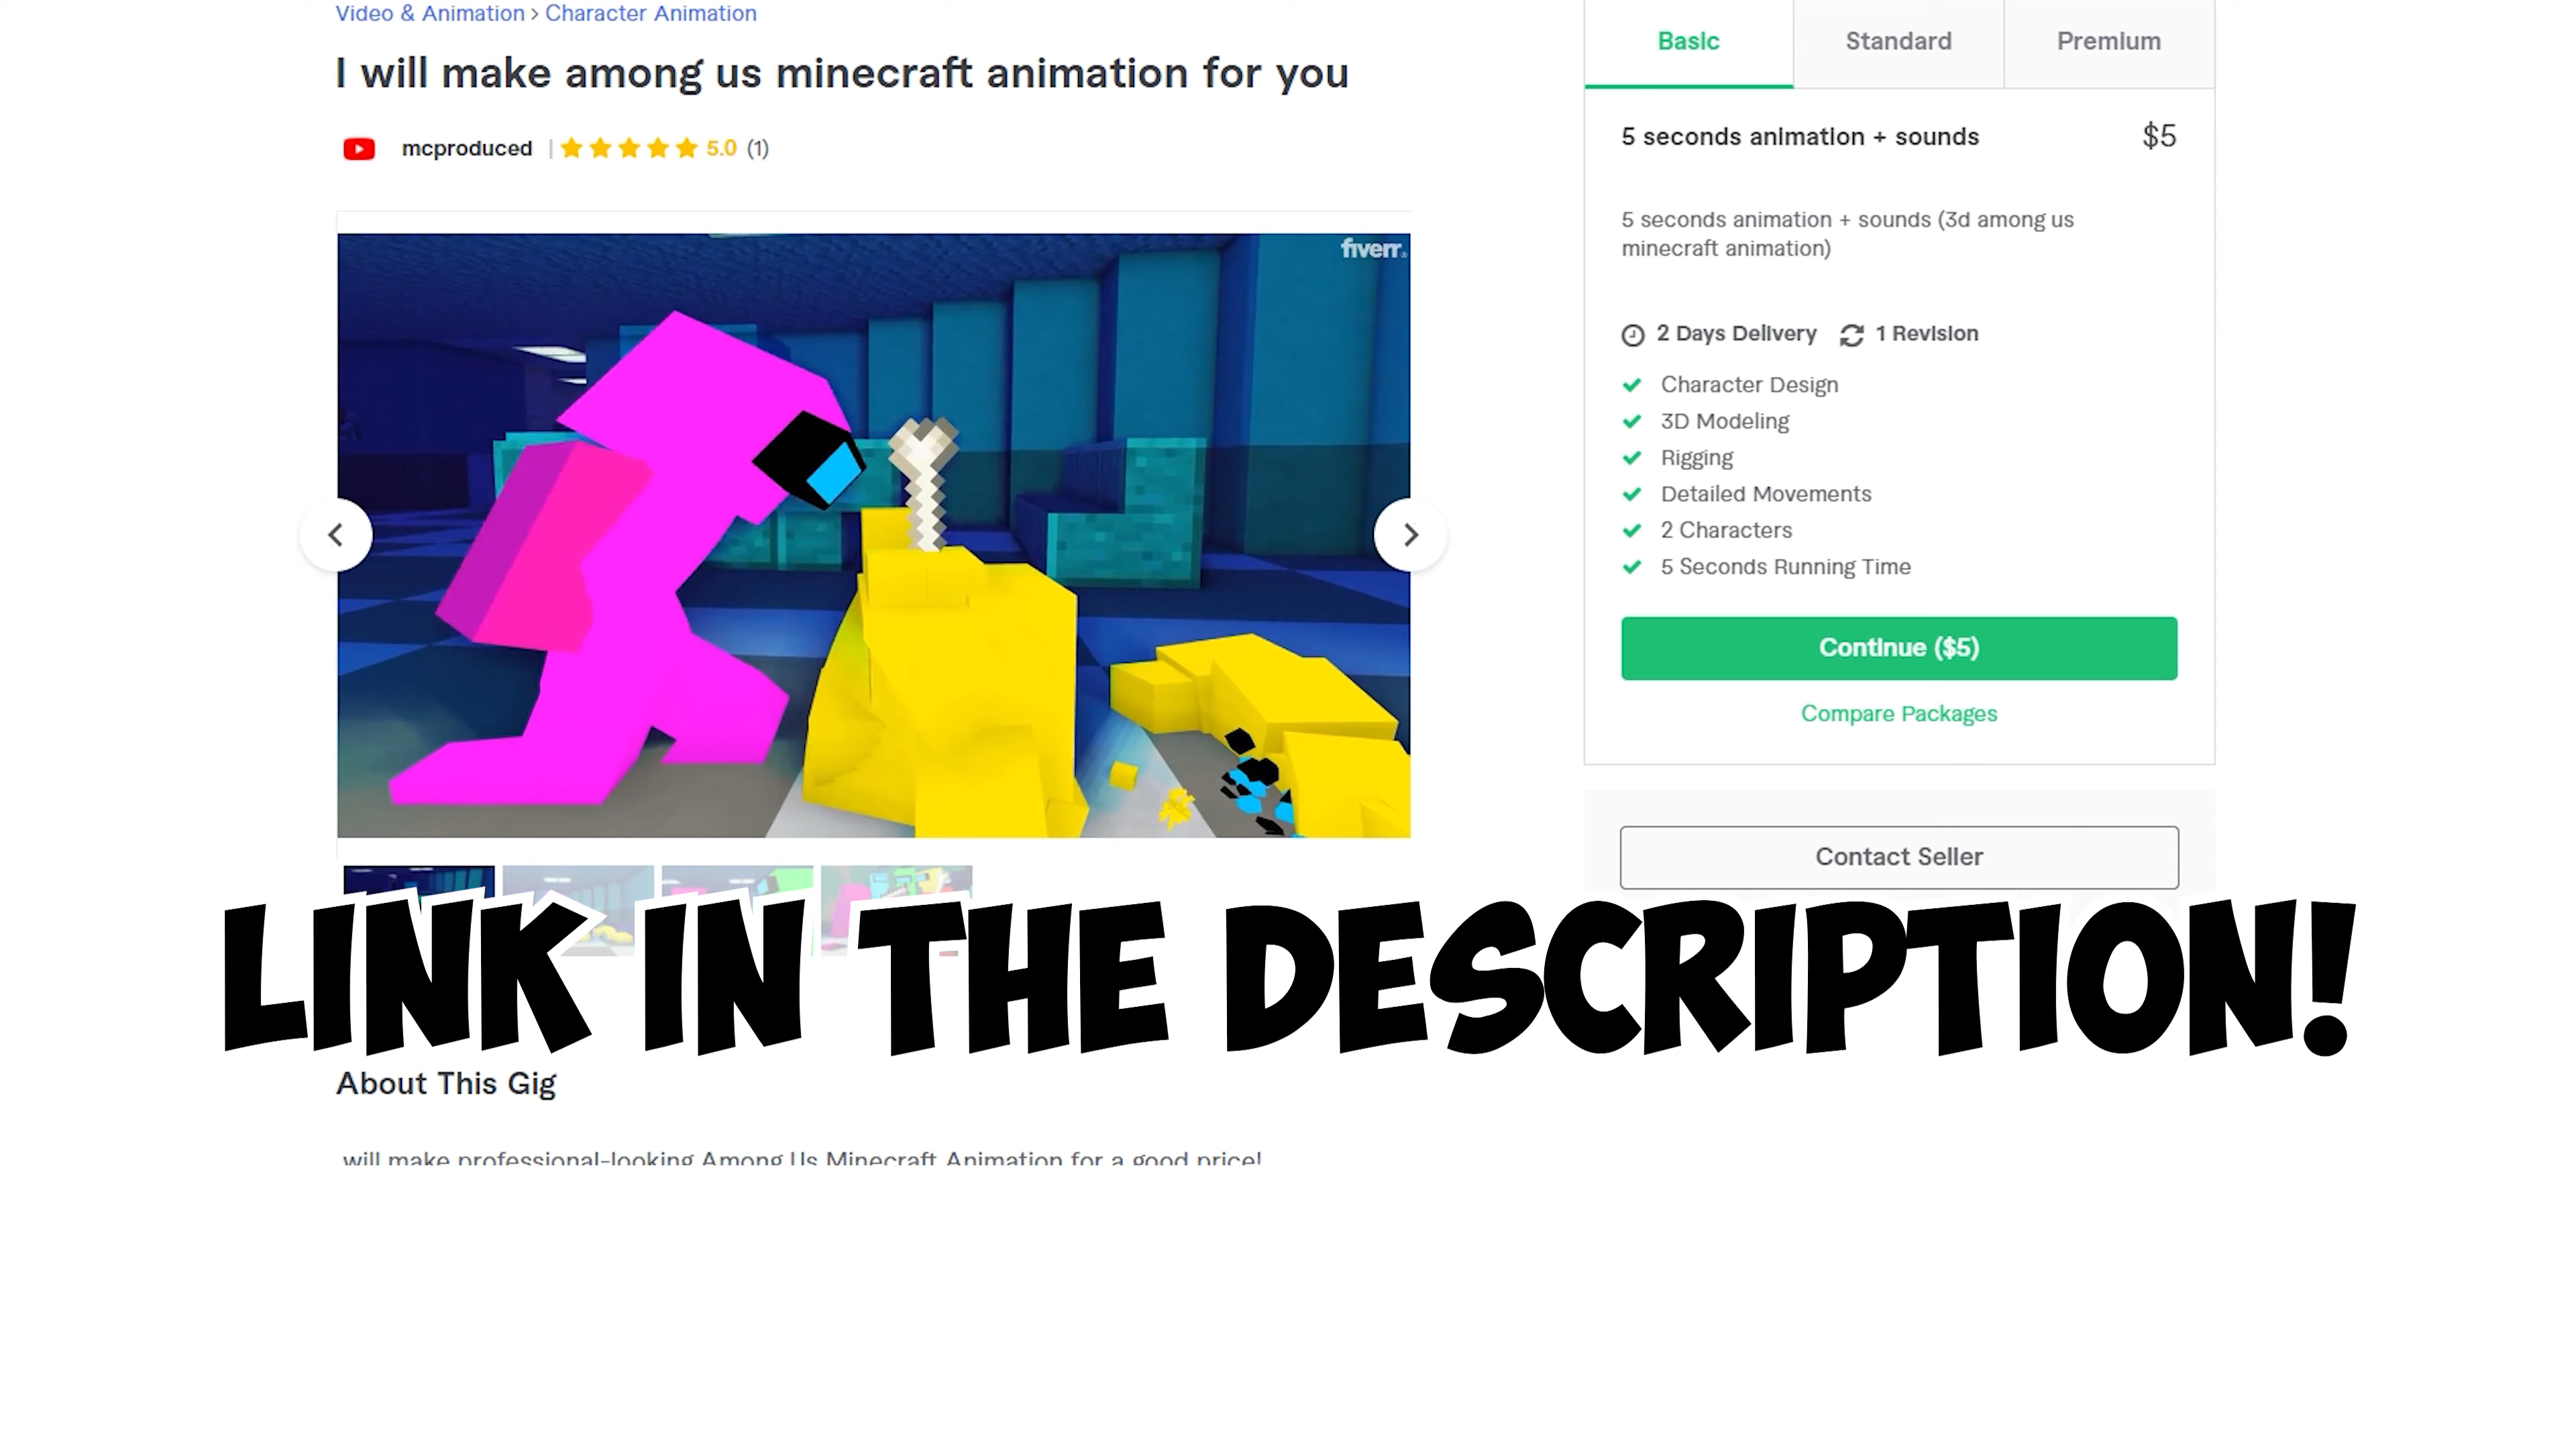 Video & Animation > Character Animation
I will make among us minecraft animation for you
mcproduced | 5.0 (1)
fiverr.
Basic Standard Premium
5 seconds animation + sounds $5
5 seconds animation + sounds (3d among us
minecraft animation)
2 Days Delivery 1 Revision
Character Design
3D Modeling
Rigging
Detailed Movements
2 Characters
5 Seconds Running Time
Continue ($5)
Compare Packages
Contact Seller
LINK IN THE DESCRIPTION!
About This Gig
will make professional-looking Among Us Minecraft Animation for a good price!